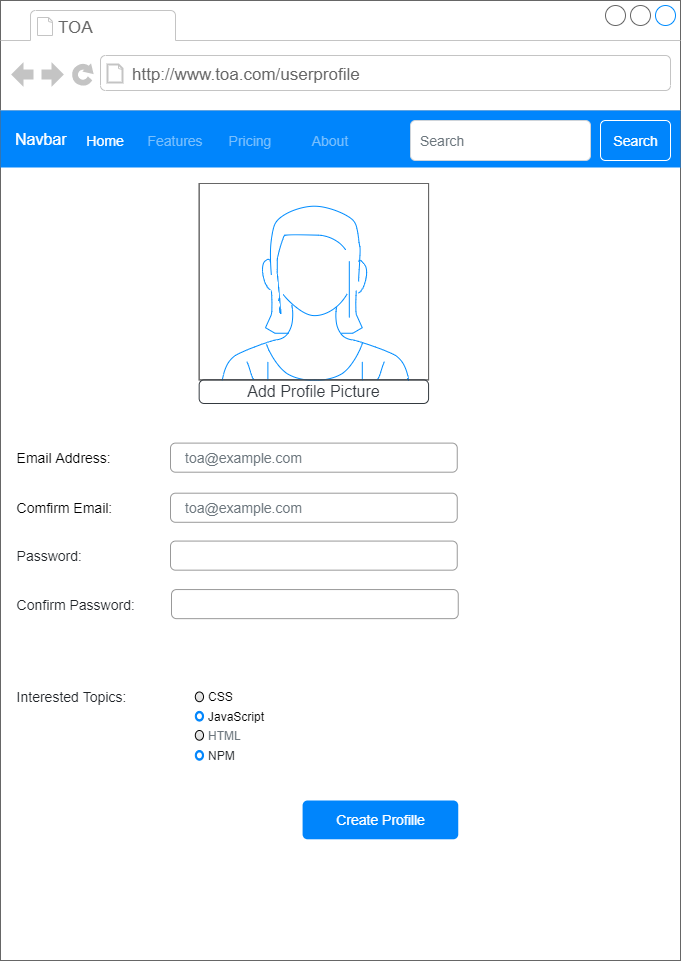 TOA
http://www.toa.com/userprofile
Navbar Home Features Pricing About Search Search
Add Profile Picture
Email Address: toa@example.com
Comfirm Email: toa@example.com
Password:
Confirm Password:
Interested Topics: CSS
JavaScript
HTML
NPM
Create Profille